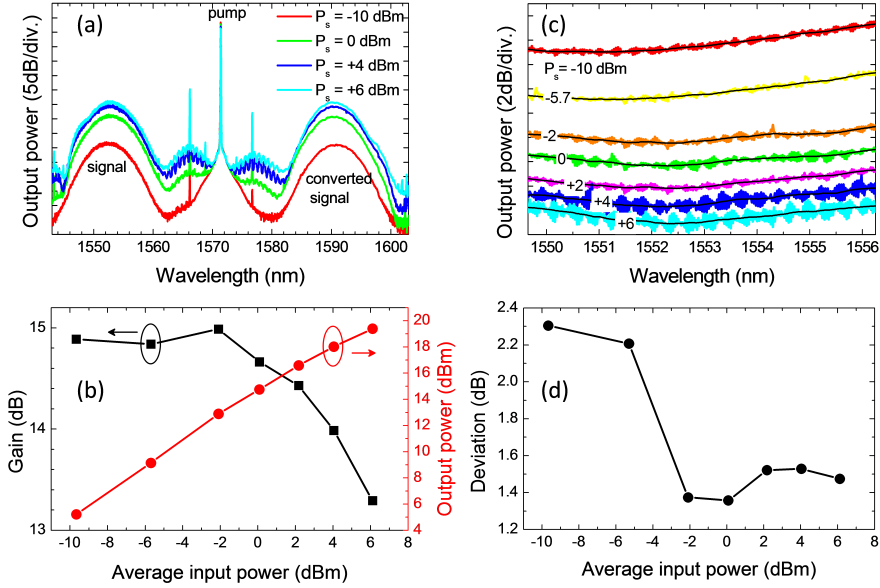 (a)
pump
P_s = -10 dBm
P_s = 0 dBm
P_s = +4 dBm
P_s = +6 dBm
signal
converted
signal
Output power (5dB/div.)
1550 1560 1570 1580 1590 1600
Wavelength (nm)
(c)
P_s = -10 dBm
-5.7
-2
0
+2
+4
+6
Output power (2dB/div.)
1550 1551 1552 1553 1554 1555 1556
Wavelength (nm)
(b)
15
14
13
Gain (dB)
20
18
16
14
12
10
8
6
4
Output power (dBm)
-10 -8 -6 -4 -2 0 2 4 6 8
Average input power (dBm)
(d)
2.4
2.2
2.0
1.8
1.6
1.4
1.2
Deviation (dB)
-10 -8 -6 -4 -2 0 2 4 6 8
Average input power (dBm)